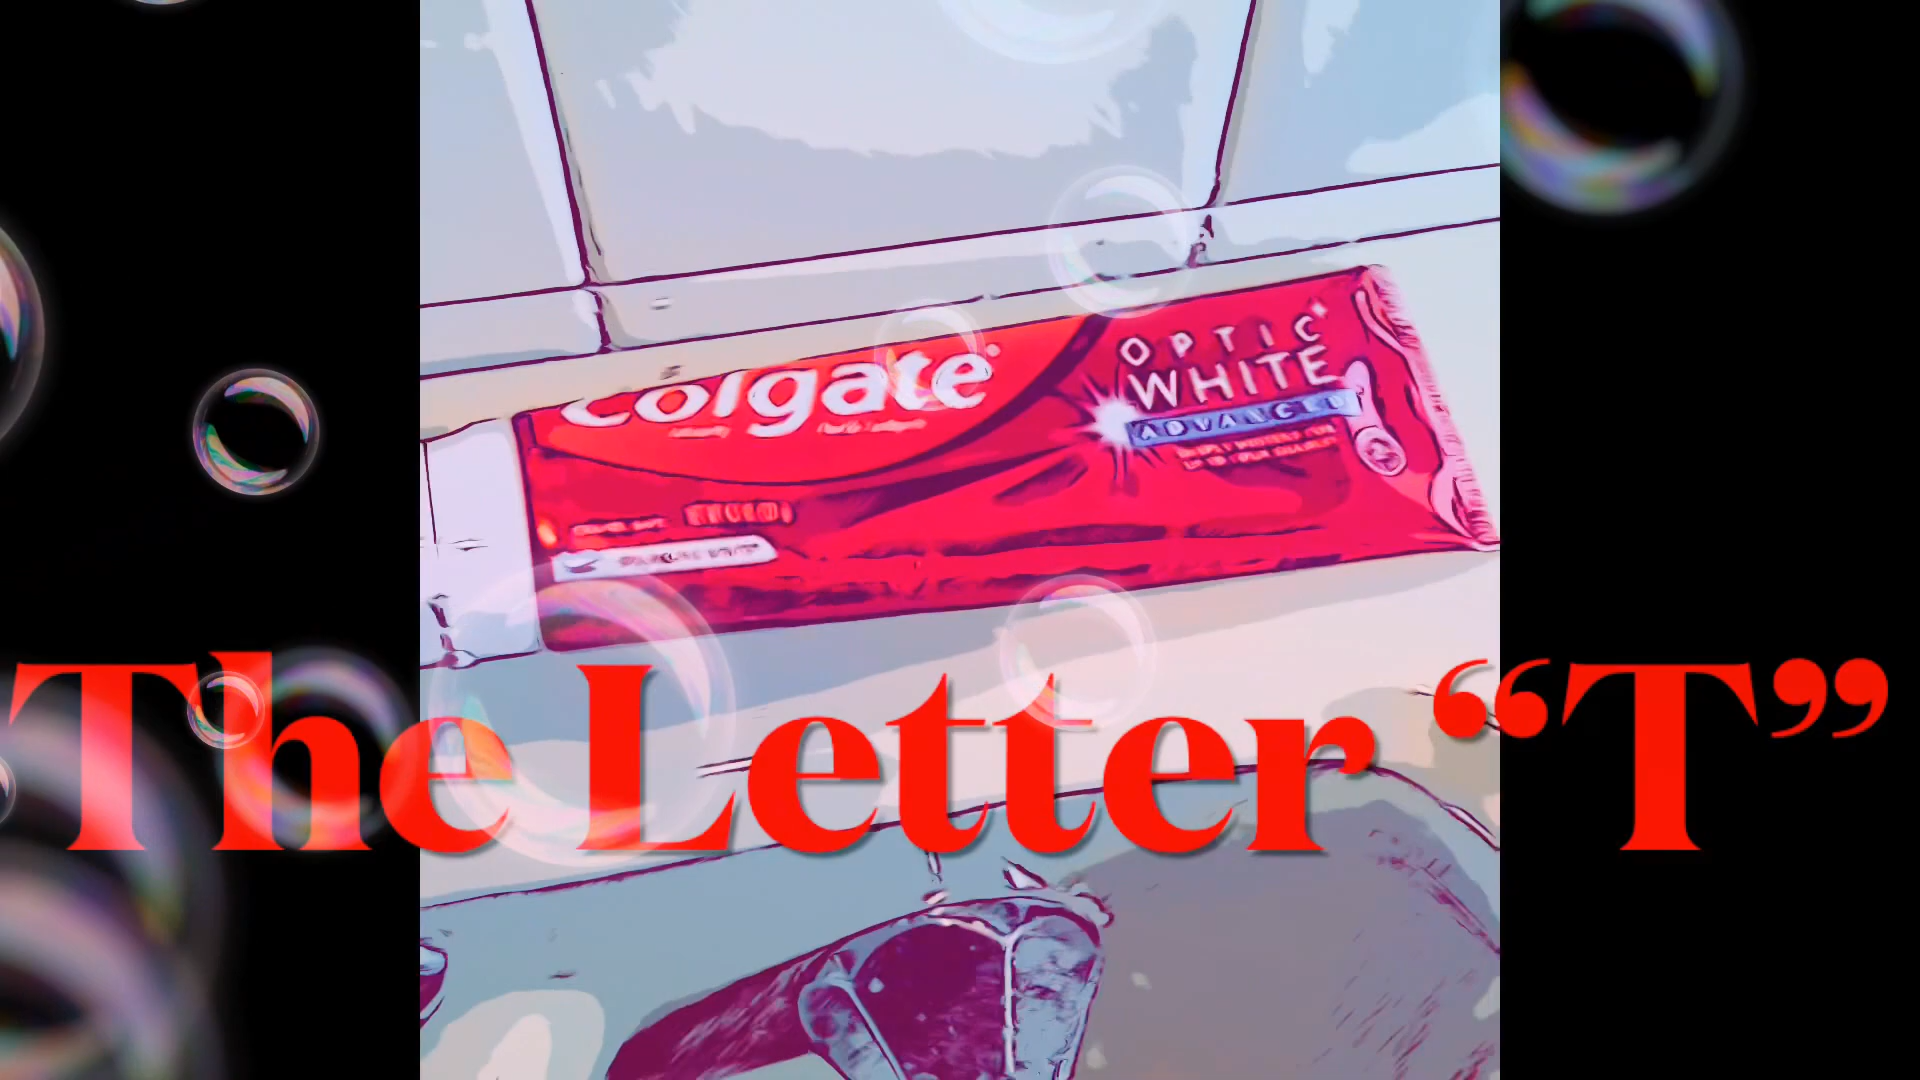 Colgate
OPTIC
WHITE
ADVANCED
The Letter “T”